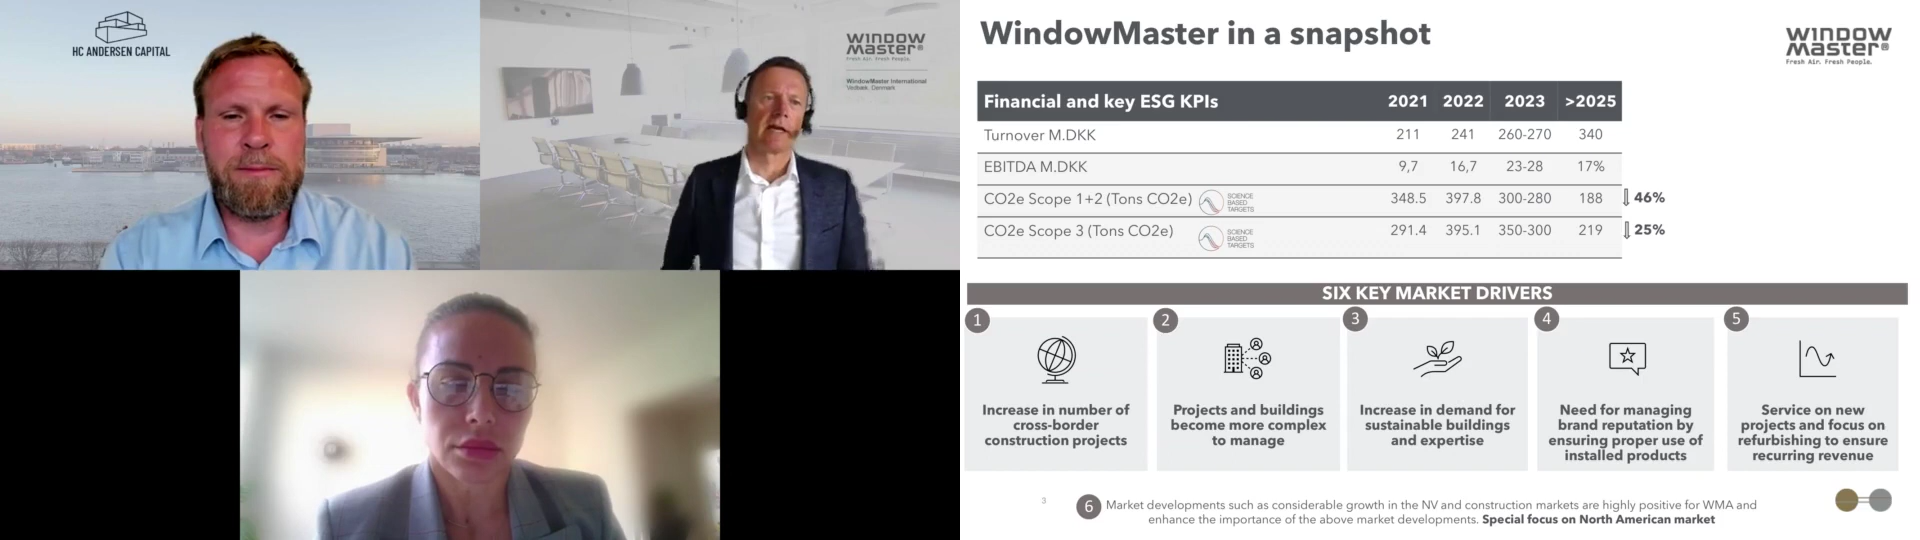 HC ANDERSEN CAPITAL
WINDOW
MASTER®
Fresh Air. Fresh People.
WindowMaster International
Vedbaek, Denmark
WindowMaster in a snapshot
WINDOW
MASTER®
Fresh Air. Fresh People.
Financial and key ESG KPIs 2021 2022 2023 >2025
Turnover M.DKK 211 241 260-270 340
EBITDA M.DKK 9,7 16,7 23-28 17%
CO2e Scope 1+2 (Tons CO2e) SCIENCE BASED TARGETS 348.5 397.8 300-280 188 46%
CO2e Scope 3 (Tons CO2e) SCIENCE BASED TARGETS 291.4 395.1 350-300 219 25%
SIX KEY MARKET DRIVERS
1
Increase in number of
cross-border
construction projects
2
Projects and buildings
become more complex
to manage
3
Increase in demand for
sustainable buildings
and expertise
4
Need for managing
brand reputation by
ensuring proper use of
installed products
5
Service on new
projects and focus on
refurbishing to ensure
recurring revenue
3
6 Market developments such as considerable growth in the NV and construction markets are highly positive for WMA and
enhance the importance of the above market developments. Special focus on North American market